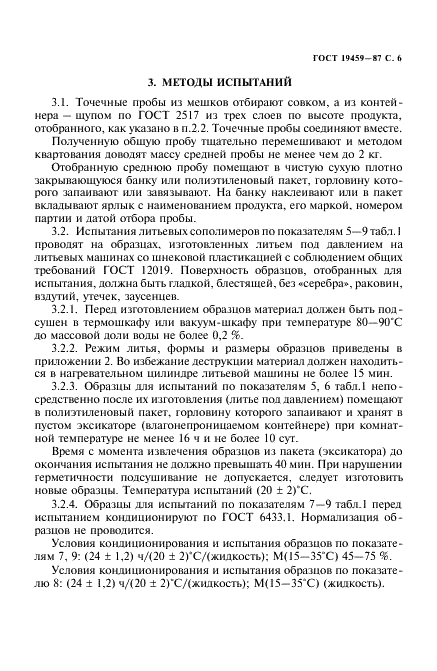 ГОСТ 19459—87 С. 6
3. МЕТОДЫ ИСПЫТАНИЙ
3.1. Точечные пробы из мешков отбирают совком, а из контей-
нера — щупом по ГОСТ 2517 из трех слоев по высоте продукта,
отобранного, как указано в п.2.2. Точечные пробы соединяют вместе.
Полученную общую пробу тщательно перемешивают и методом
квартования доводят массу средней пробы не менее чем до 2 кг.
Отобранную среднюю пробу помещают в чистую сухую плотно
закрывающуюся банку или полиэтиленовый пакет, горловину кото-
рого запаивают или завязывают. На банку наклеивают или в пакет
вкладывают ярлык с наименованием продукта, его маркой, номером
партии и датой отбора пробы.
3.2. Испытания литьевых сополимеров по показателям 5—9 табл.1
проводят на образцах, изготовленных литьем под давлением на
литьевых машинах со шнековой пластикацией с соблюдением общих
требований ГОСТ 12019. Поверхность образцов, отобранных для
испытания, должна быть гладкой, блестящей, без «серебра», раковин,
вздутий, утечек, заусенцев.
3.2.1. Перед изготовлением образцов материал должен быть под-
сушен в термошкафу или вакуум-шкафу при температуре 80—90°С
до массовой доли воды не более 0,2 %.
3.2.2. Режим литья, формы и размеры образцов приведены в
приложении 2. Во избежание деструкции материал должен находить-
ся в нагревательном цилиндре литьевой машины не более 15 мин.
3.2.3. Образцы для испытаний по показателям 5, 6 табл.1 непо-
средственно после их изготовления (литье под давлением) помещают
в полиэтиленовый пакет, горловину которого запаивают и хранят в
пустом эксикаторе (влагонепроницаемом контейнере) при комнат-
ной температуре не менее 16 ч и не более 10 сут.
Время с момента извлечения образцов из пакета (эксикатора) до
окончания испытания не должно превышать 40 мин. При нарушении
герметичности подсушивание не допускается, следует изготовить
новые образцы. Температура испытаний (20 ± 2)°С.
3.2.4. Образцы для испытаний по показателям 7—9 табл.1 перед
испытанием кондиционируют по ГОСТ 6433.1. Нормализация об-
разцов не проводится.
Условия кондиционирования и испытания образцов по показате-
лям 7, 9: (24 ± 1,2) ч/(20 ± 2)°С/(жидкость); М(15—35°С) 45—75 %.
Условия кондиционирования и испытания образцов по показате-
лю 8: (24 ± 1,2) ч/(20 ± 2)°С/(жидкость); М(15—35°С) (жидкость).